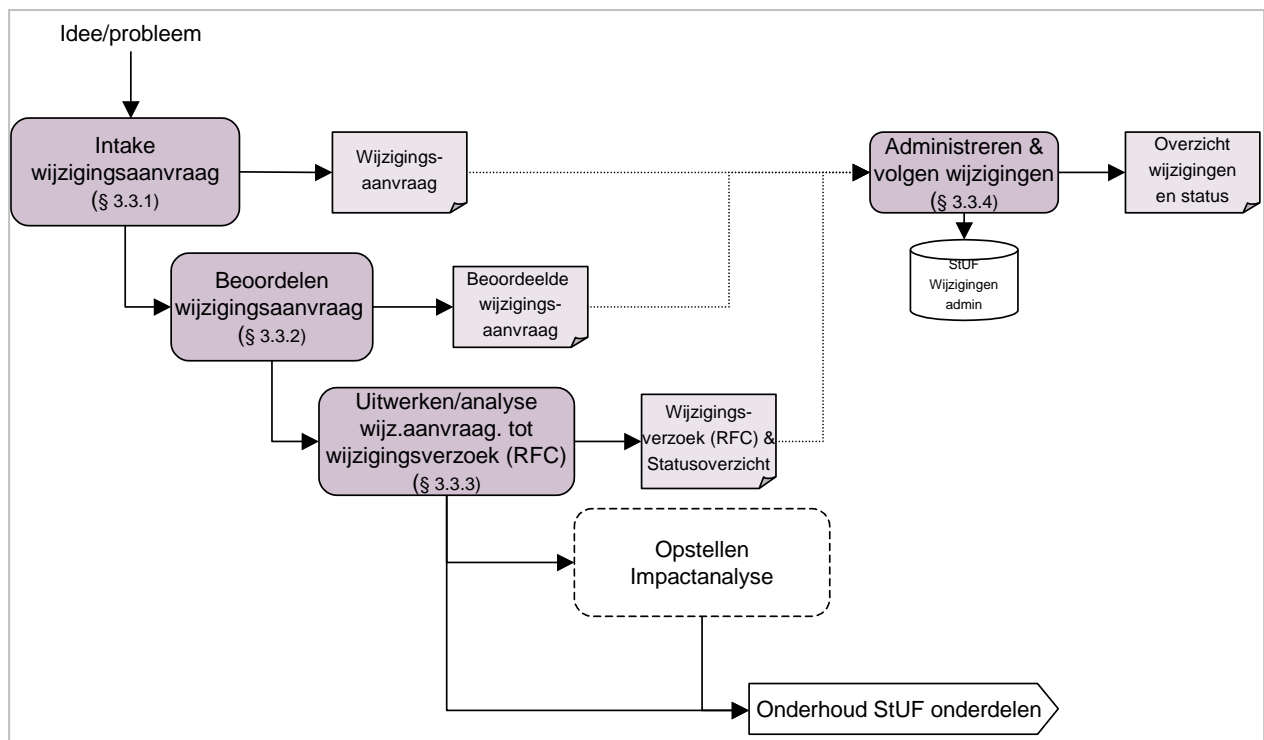 Idee/probleem
Intake
wijzigingsaanvraag
(§ 3.3.1)
Wijzigings-
aanvraag
Administreren &
volgen wijzigingen
(§ 3.3.4)
Overzicht
wijzigingen
en status
StUF
Wijzigingen
admin
Beoordelen
wijzigingsaanvraag
(§ 3.3.2)
Beoordeelde
wijzigings-
aanvraag
Uitwerken/analyse
wijz.aanvraag. tot
wijzigingsverzoek (RFC)
(§ 3.3.3)
Wijzigings-
verzoek (RFC) &
Statusoverzicht
Opstellen
Impactanalyse
Onderhoud StUF onderdelen